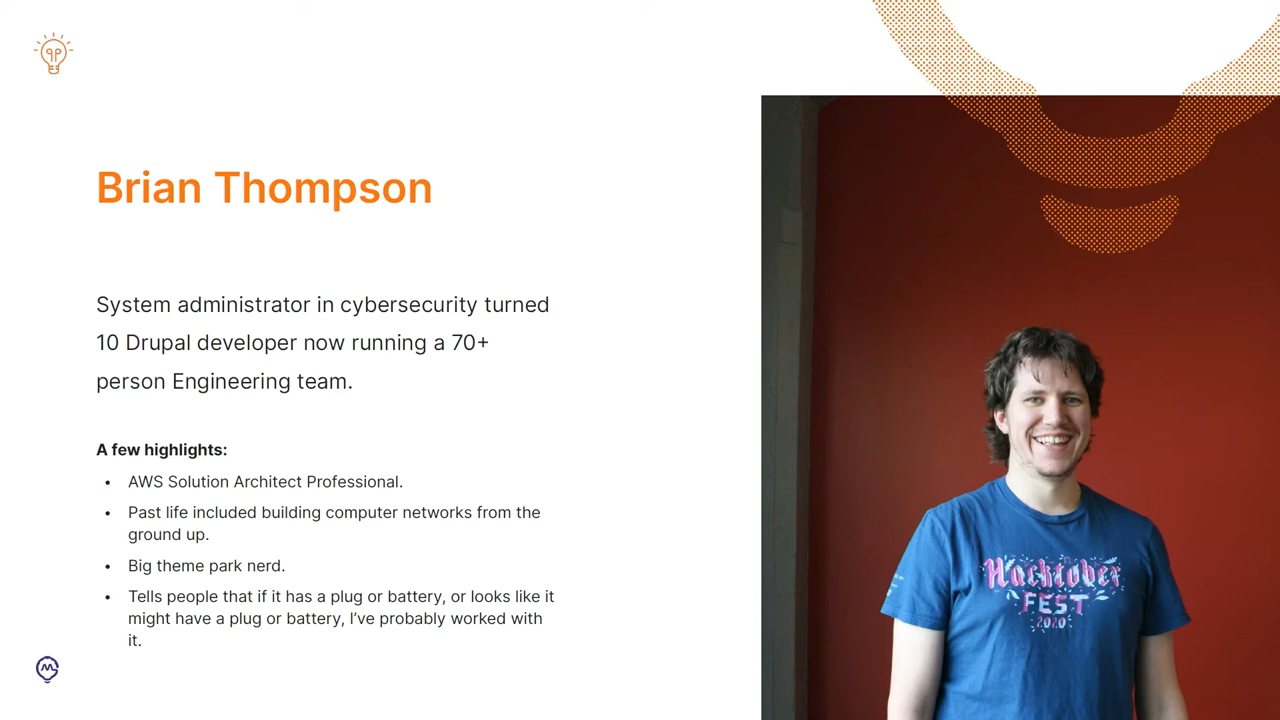 Brian Thompson
System administrator in cybersecurity turned
10 Drupal developer now running a 70+
person Engineering team.
A few highlights:
• AWS Solution Architect Professional.
• Past life included building computer networks from the
ground up.
• Big theme park nerd.
• Tells people that if it has a plug or battery, or looks like it
might have a plug or battery, I've probably worked with
it.
Hacktober
FEST
2020